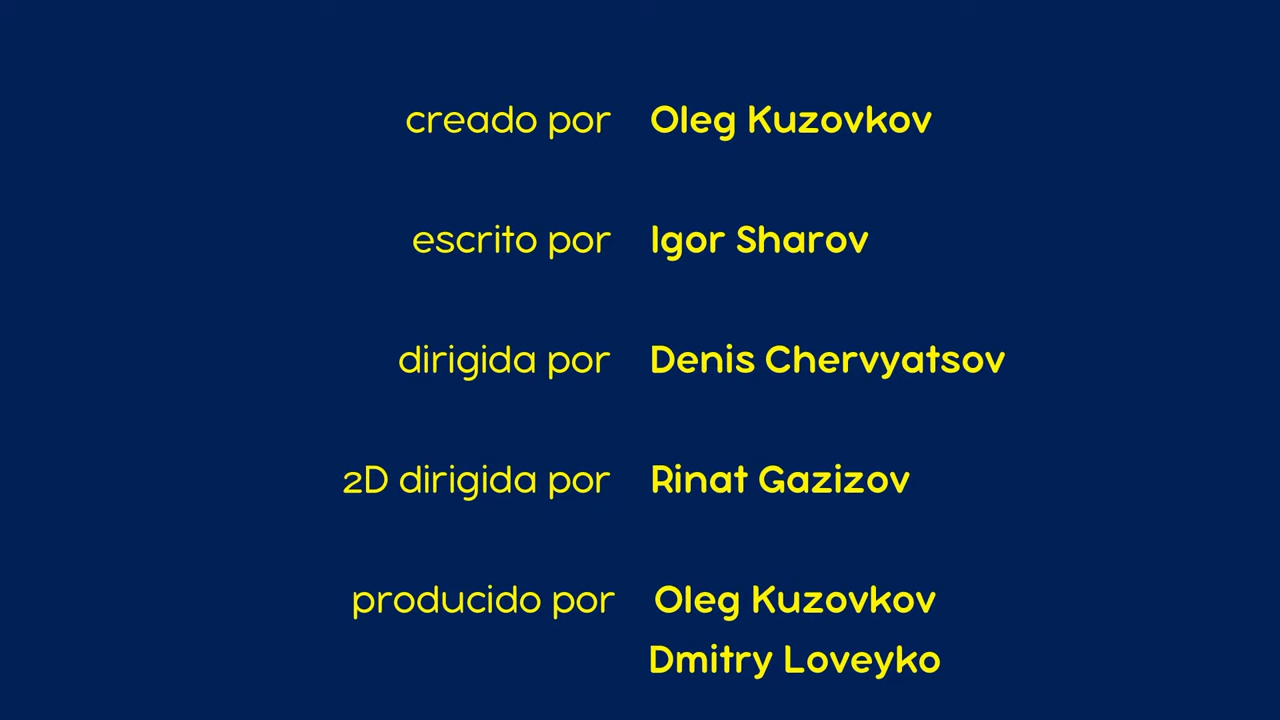 creado por Oleg Kuzovkov
escrito por Igor Sharov
dirigida por Denis Chervyatsov
2D dirigida por Rinat Gazizov
producido por Oleg Kuzovkov
Dmitry Loveyko